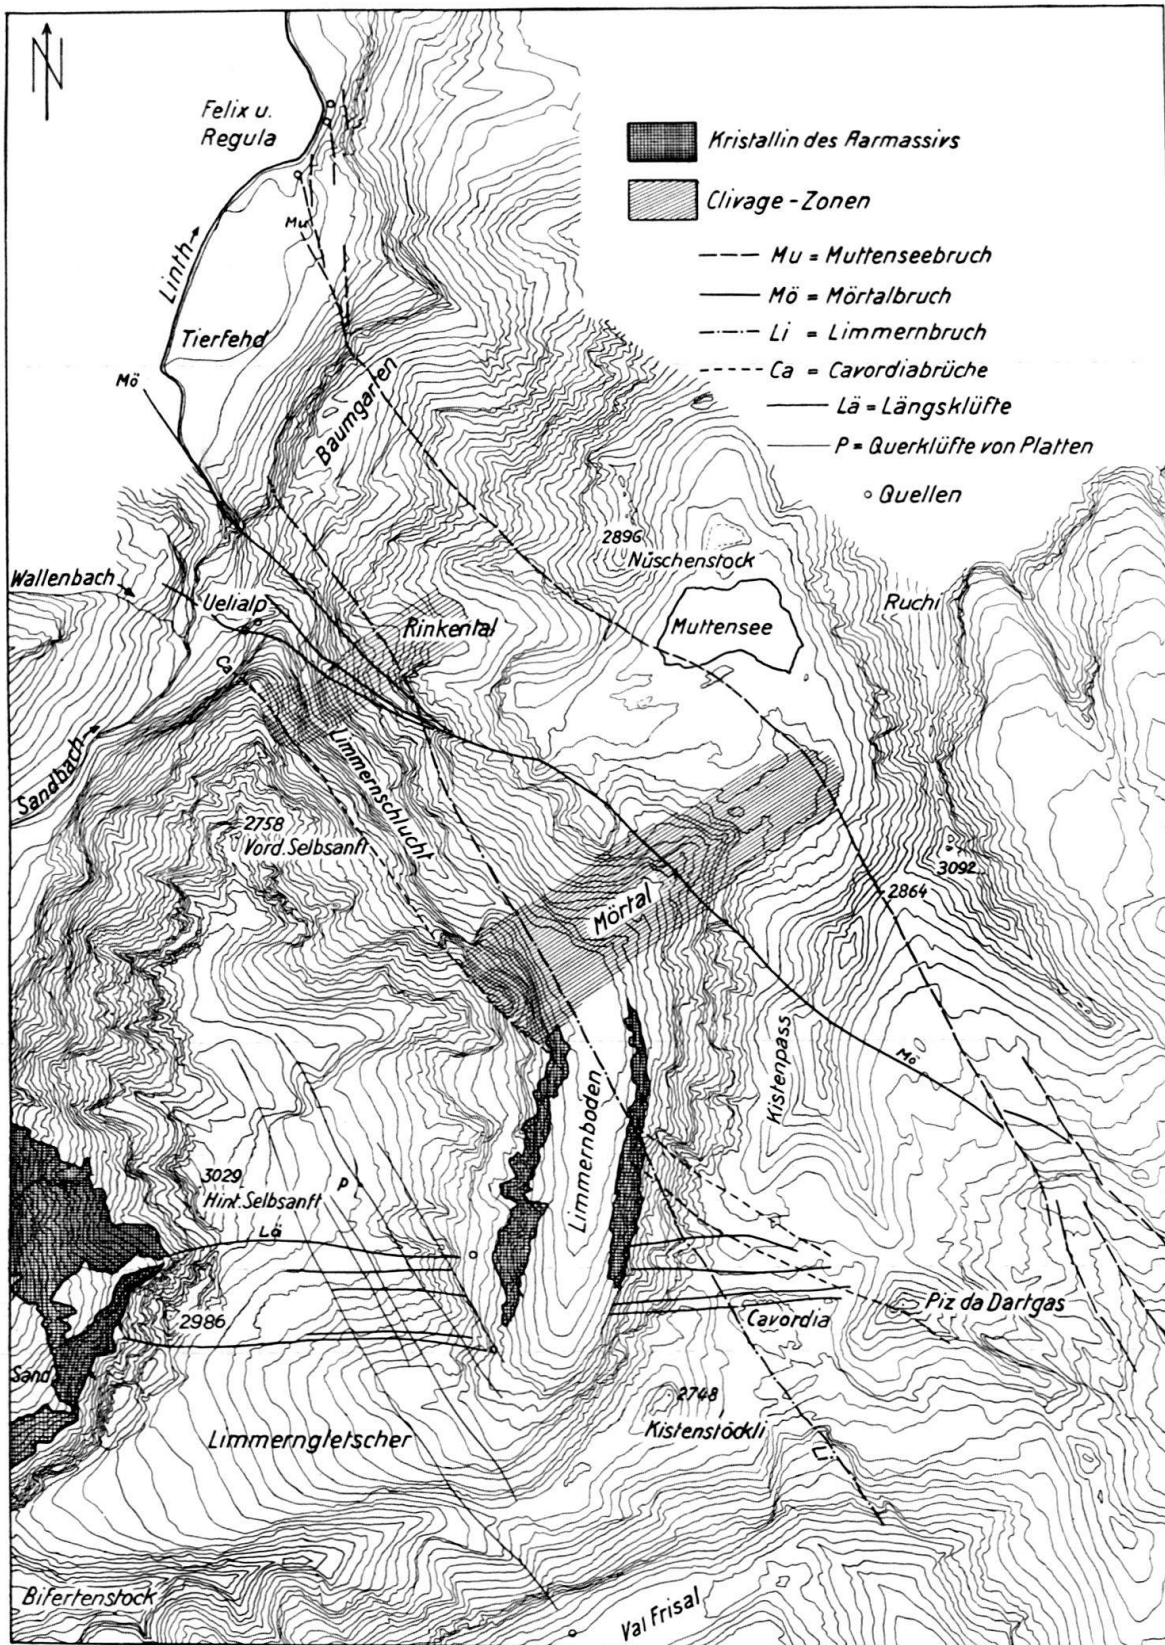 N
Felix u.
Regula
Kristallin des Aarmassivs
Clivage - Zonen
Mu = Muttenseebruch
Mö = Mörtalbruch
Li = Limmernbruch
Ca = Cavordiabrüche
Lä = Längsklüfte
P = Querklüfte von Platten
Quellen
Mu
Linth
Tierfehd
Mö
Baumgarten
2896
Nüschenstock
Wallenbach
Uelialp
Rinkental
Muttensee
Ruchi
Ca
Sandbach
Limmernschlucht
2758
Vord. Selbsanft
3092
2864
Mörtal
Kistenpass
Mö
Limmernboden
3029
Hint. Selbsanft
P
Lä
2986
Piz da Dartgas
Cavordia
Sand
2748
Kistenstöckli
Limmerngletscher
Li
Bifertenstock
Val Frisal